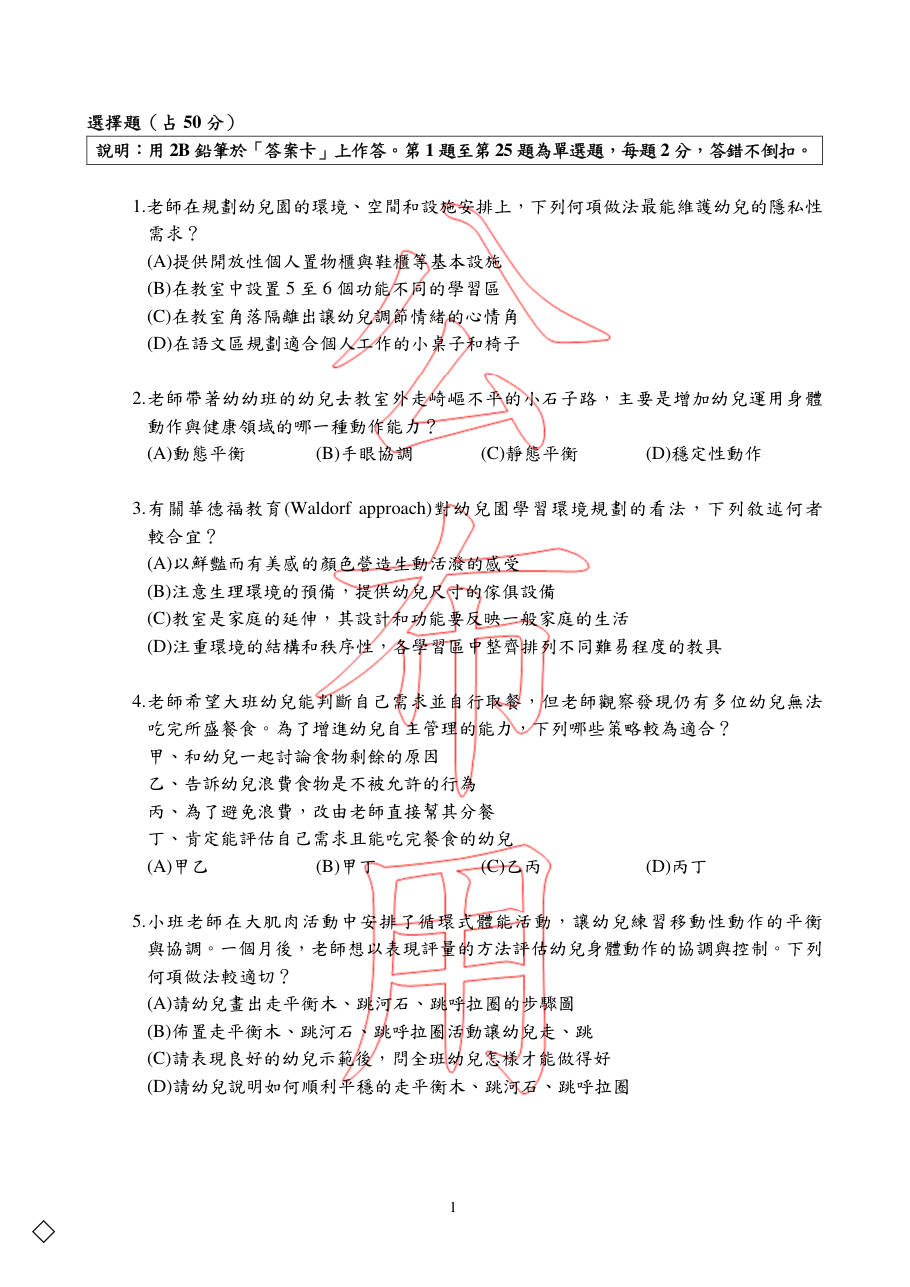 選擇題（占 50 分）
說明：用 2B 鉛筆於「答案卡」上作答。第 1 題至第 25 題為單選題，每題 2 分，答錯不倒扣。
1.老師在規劃幼兒園的環境、空間和設施安排上，下列何項做法最能維護幼兒的隱私性
需求？
(A)提供開放性個人置物櫃與鞋櫃等基本設施
(B)在教室中設置 5 至 6 個功能不同的學習區
(C)在教室角落隔離出讓幼兒調節情緒的心情角
(D)在語文區規劃適合個人工作的小桌子和椅子
2.老師帶著幼幼班的幼兒去教室外走崎嶇不平的小石子路，主要是增加幼兒運用身體
動作與健康領域的哪一種動作能力？
(A)動態平衡 (B)手眼協調 (C)靜態平衡 (D)穩定性動作
3.有關華德福教育(Waldorf approach)對幼兒園學習環境規劃的看法，下列敘述何者
較合宜？
(A)以鮮豔而有美感的顏色營造生動活潑的感受
(B)注意生理環境的預備，提供幼兒尺寸的傢俱設備
(C)教室是家庭的延伸，其設計和功能要反映一般家庭的生活
(D)注重環境的結構和秩序性，各學習區中整齊排列不同難易程度的教具
4.老師希望大班幼兒能判斷自己需求並自行取餐，但老師觀察發現仍有多位幼兒無法
吃完所盛餐食。為了增進幼兒自主管理的能力，下列哪些策略較為適合？
甲、和幼兒一起討論食物剩餘的原因
乙、告訴幼兒浪費食物是不被允許的行為
丙、為了避免浪費，改由老師直接幫其分餐
丁、肯定能評估自己需求且能吃完餐食的幼兒
(A)甲乙 (B)甲丁 (C)乙丙 (D)丙丁
5.小班老師在大肌肉活動中安排了循環式體能活動，讓幼兒練習移動性動作的平衡
與協調。一個月後，老師想以表現評量的方法評估幼兒身體動作的協調與控制。下列
何項做法較適切？
(A)請幼兒畫出走平衡木、跳河石、跳呼拉圈的步驟圖
(B)佈置走平衡木、跳河石、跳呼拉圈活動讓幼兒走、跳
(C)請表現良好的幼兒示範後，問全班幼兒怎樣才能做得好
(D)請幼兒說明如何順利平穩的走平衡木、跳河石、跳呼拉圈
公布用
1